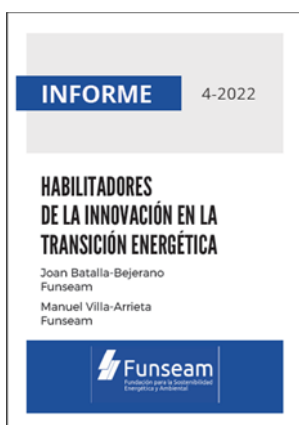 INFORME 4-2022
HABILITADORES
DE LA INNOVACIÓN EN LA
TRANSICIÓN ENERGÉTICA
Joan Batalla-Bejerano
Funseam
Manuel Villa-Arrieta
Funseam
Funseam
Fundación para la Sostenibilidad
Energética y Ambiental